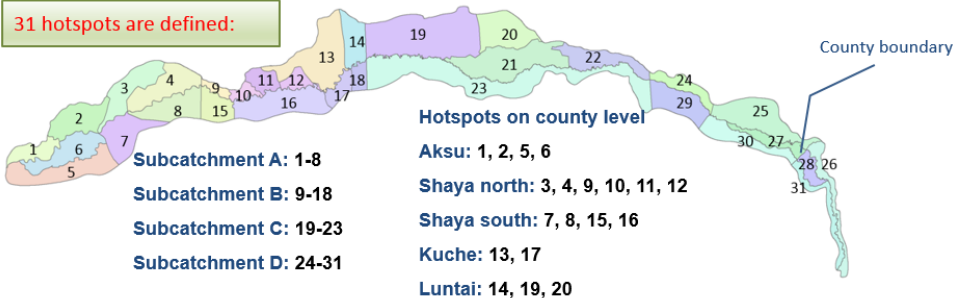 31 hotspots are defined:
1
2
3
4
5
6
7
8
9
10
11
12
13
14
15
16
17
18
19
20
21
22
23
24
25
26
27
28
29
30
31
County boundary
Subcatchment A: 1-8
Subcatchment B: 9-18
Subcatchment C: 19-23
Subcatchment D: 24-31
Hotspots on county level
Aksu: 1, 2, 5, 6
Shaya north: 3, 4, 9, 10, 11, 12
Shaya south: 7, 8, 15, 16
Kuche: 13, 17
Luntai: 14, 19, 20